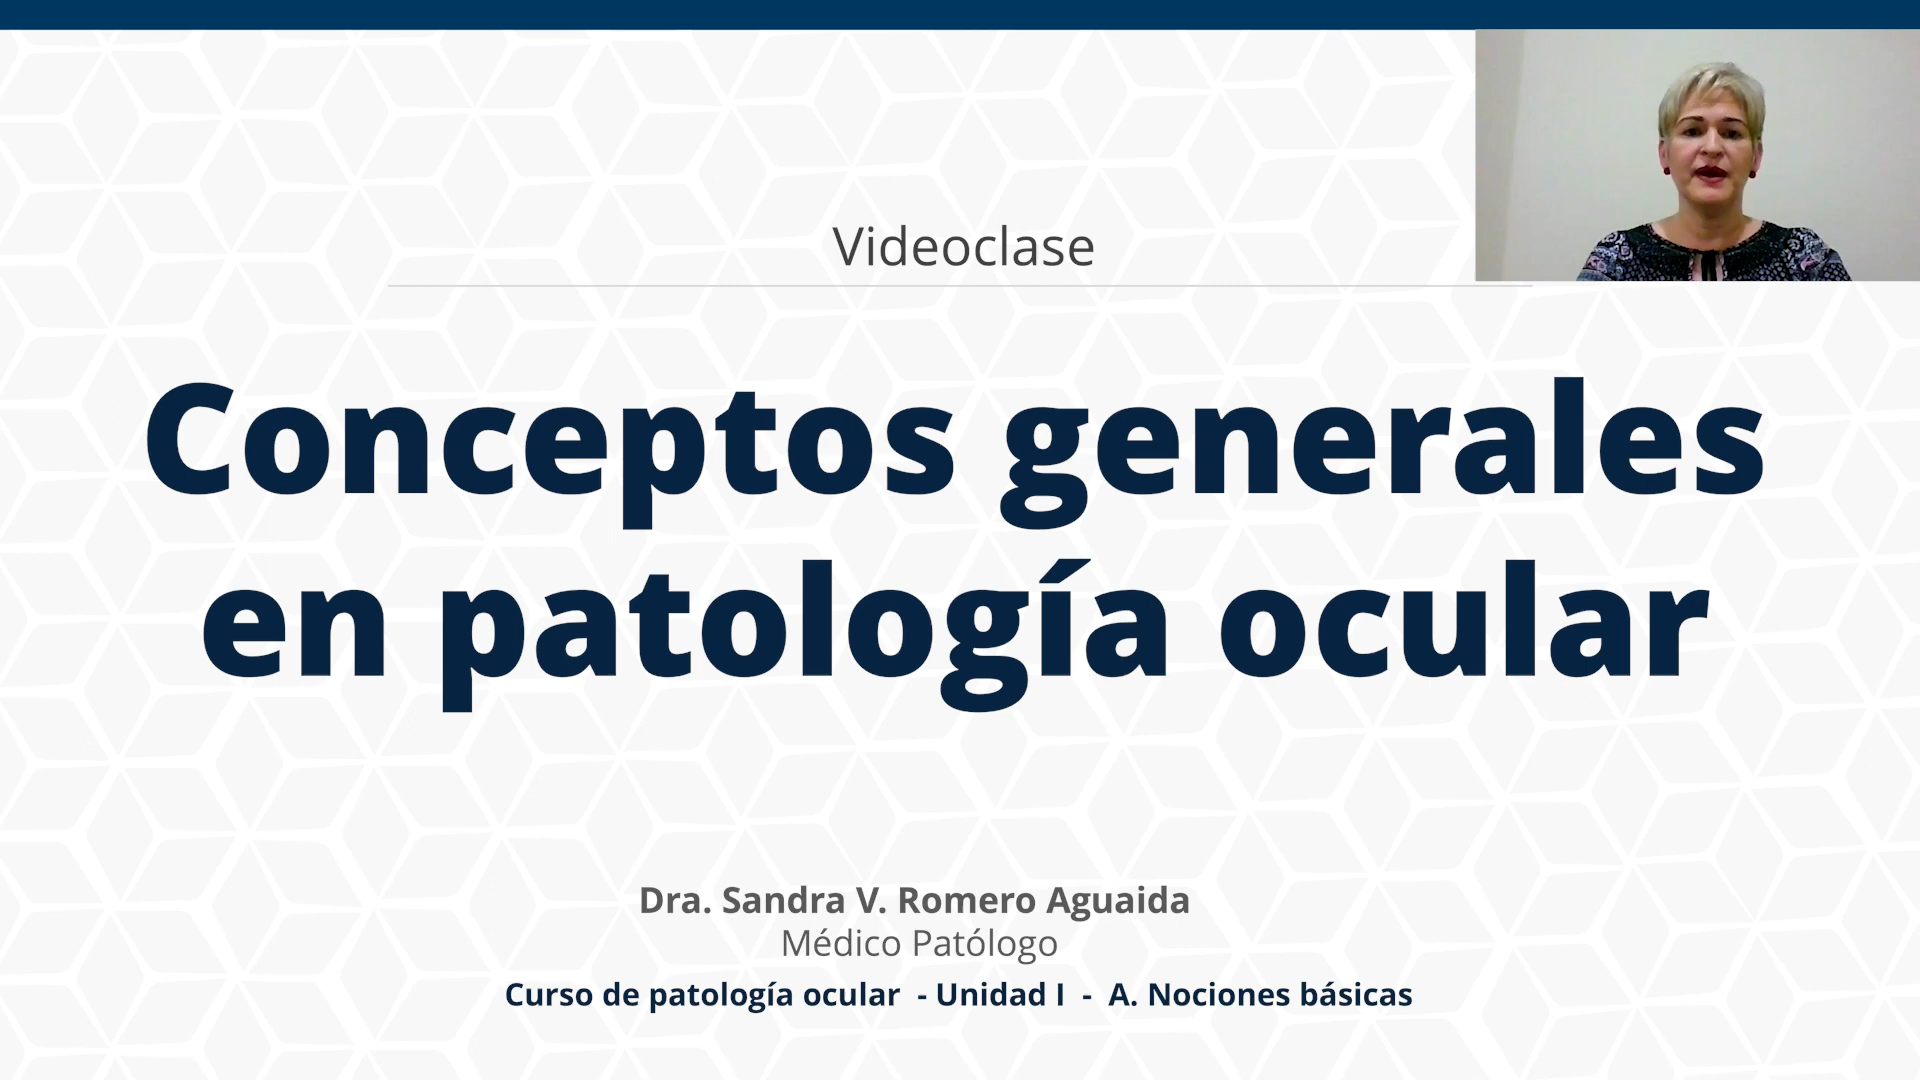 Videoclase
Conceptos generales
en patología ocular
Dra. Sandra V. Romero Aguaida
Médico Patólogo
Curso de patología ocular - Unidad I - A. Nociones básicas